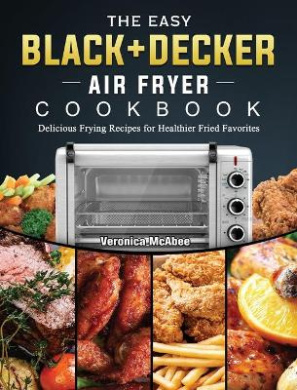 THE EASY
BLACK+DECKER
AIR FRYER
COOKBOOK
Delicious Frying Recipes for Healthier Fried Favorites
Veronica McAbee